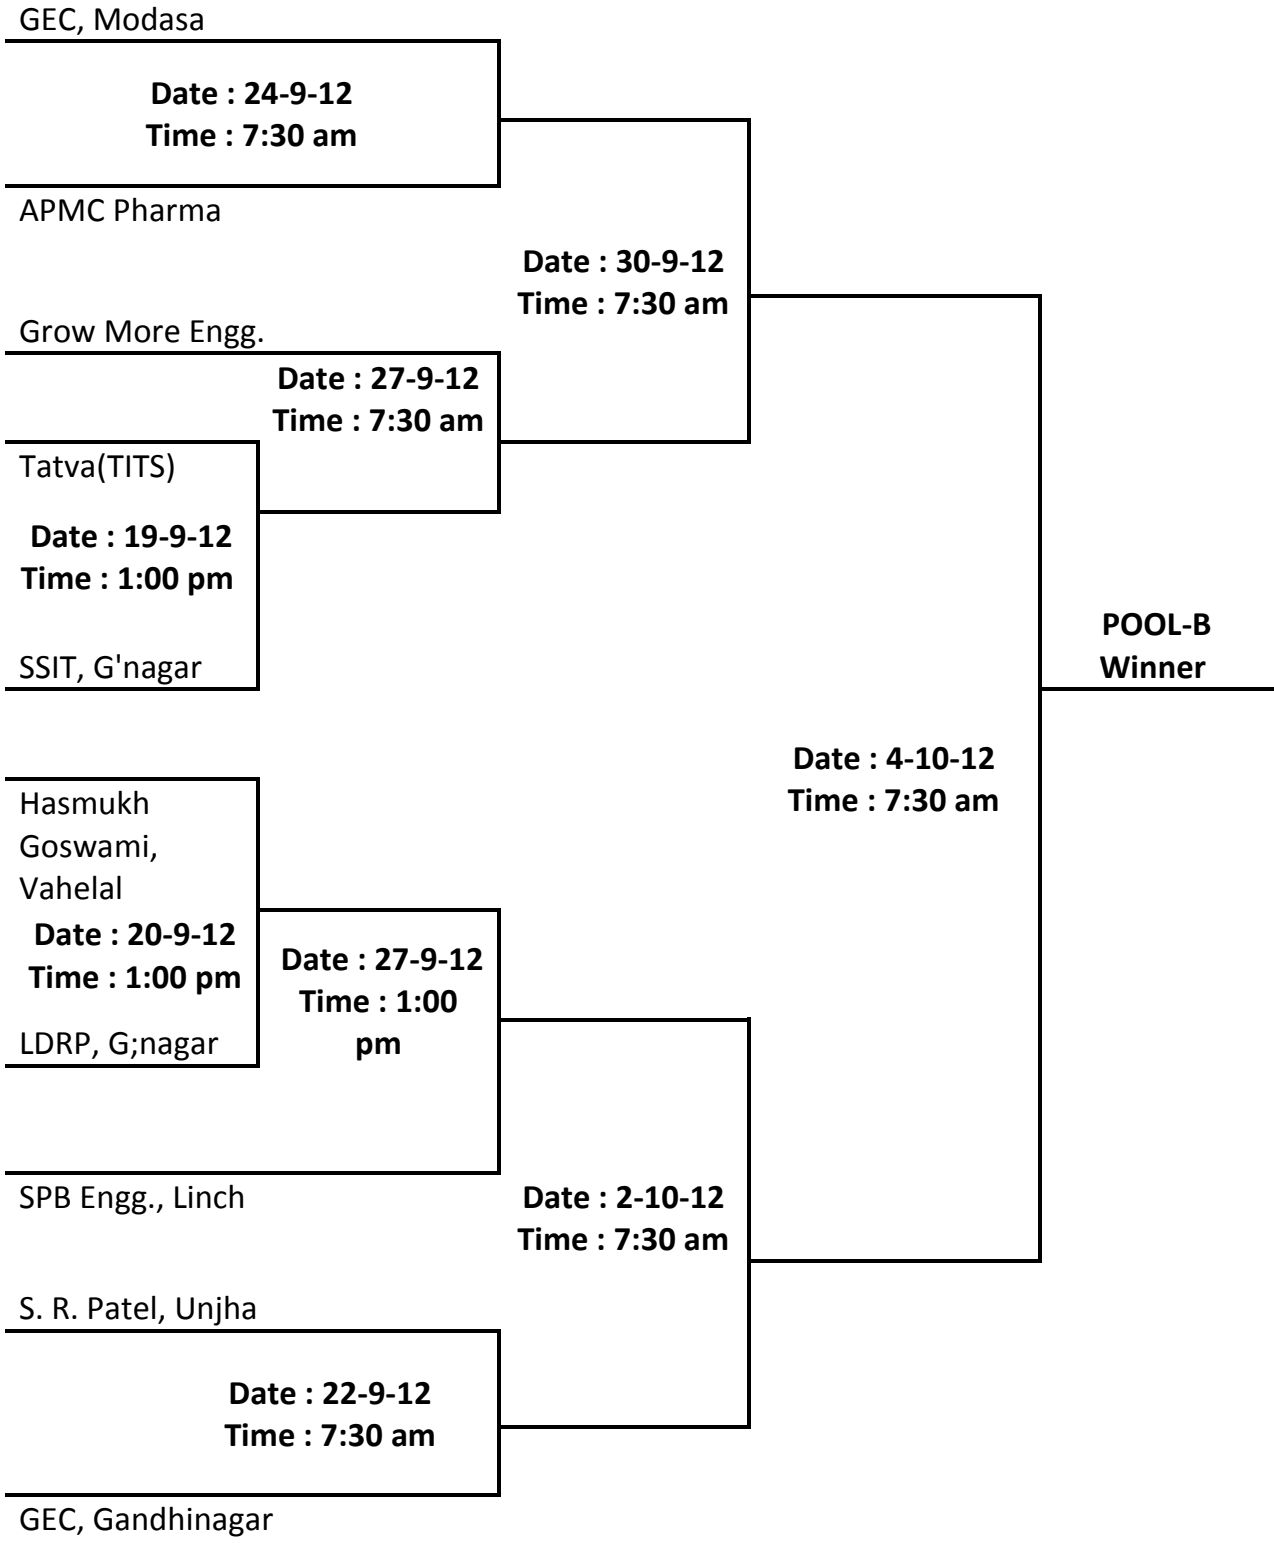 GEC, Modasa
Date : 24-9-12
Time : 7:30 am
APMC Pharma
Date : 30-9-12
Time : 7:30 am
Grow More Engg.
Date : 27-9-12
Time : 7:30 am
Tatva(TITS)
Date : 19-9-12
Time : 1:00 pm
SSIT, G'nagar
POOL-B
Winner
Date : 4-10-12
Time : 7:30 am
Hasmukh
Goswami,
Vahelal
Date : 20-9-12
Time : 1:00 pm
LDRP, G;nagar
Date : 27-9-12
Time : 1:00
pm
SPB Engg., Linch
Date : 2-10-12
Time : 7:30 am
S. R. Patel, Unjha
Date : 22-9-12
Time : 7:30 am
GEC, Gandhinagar